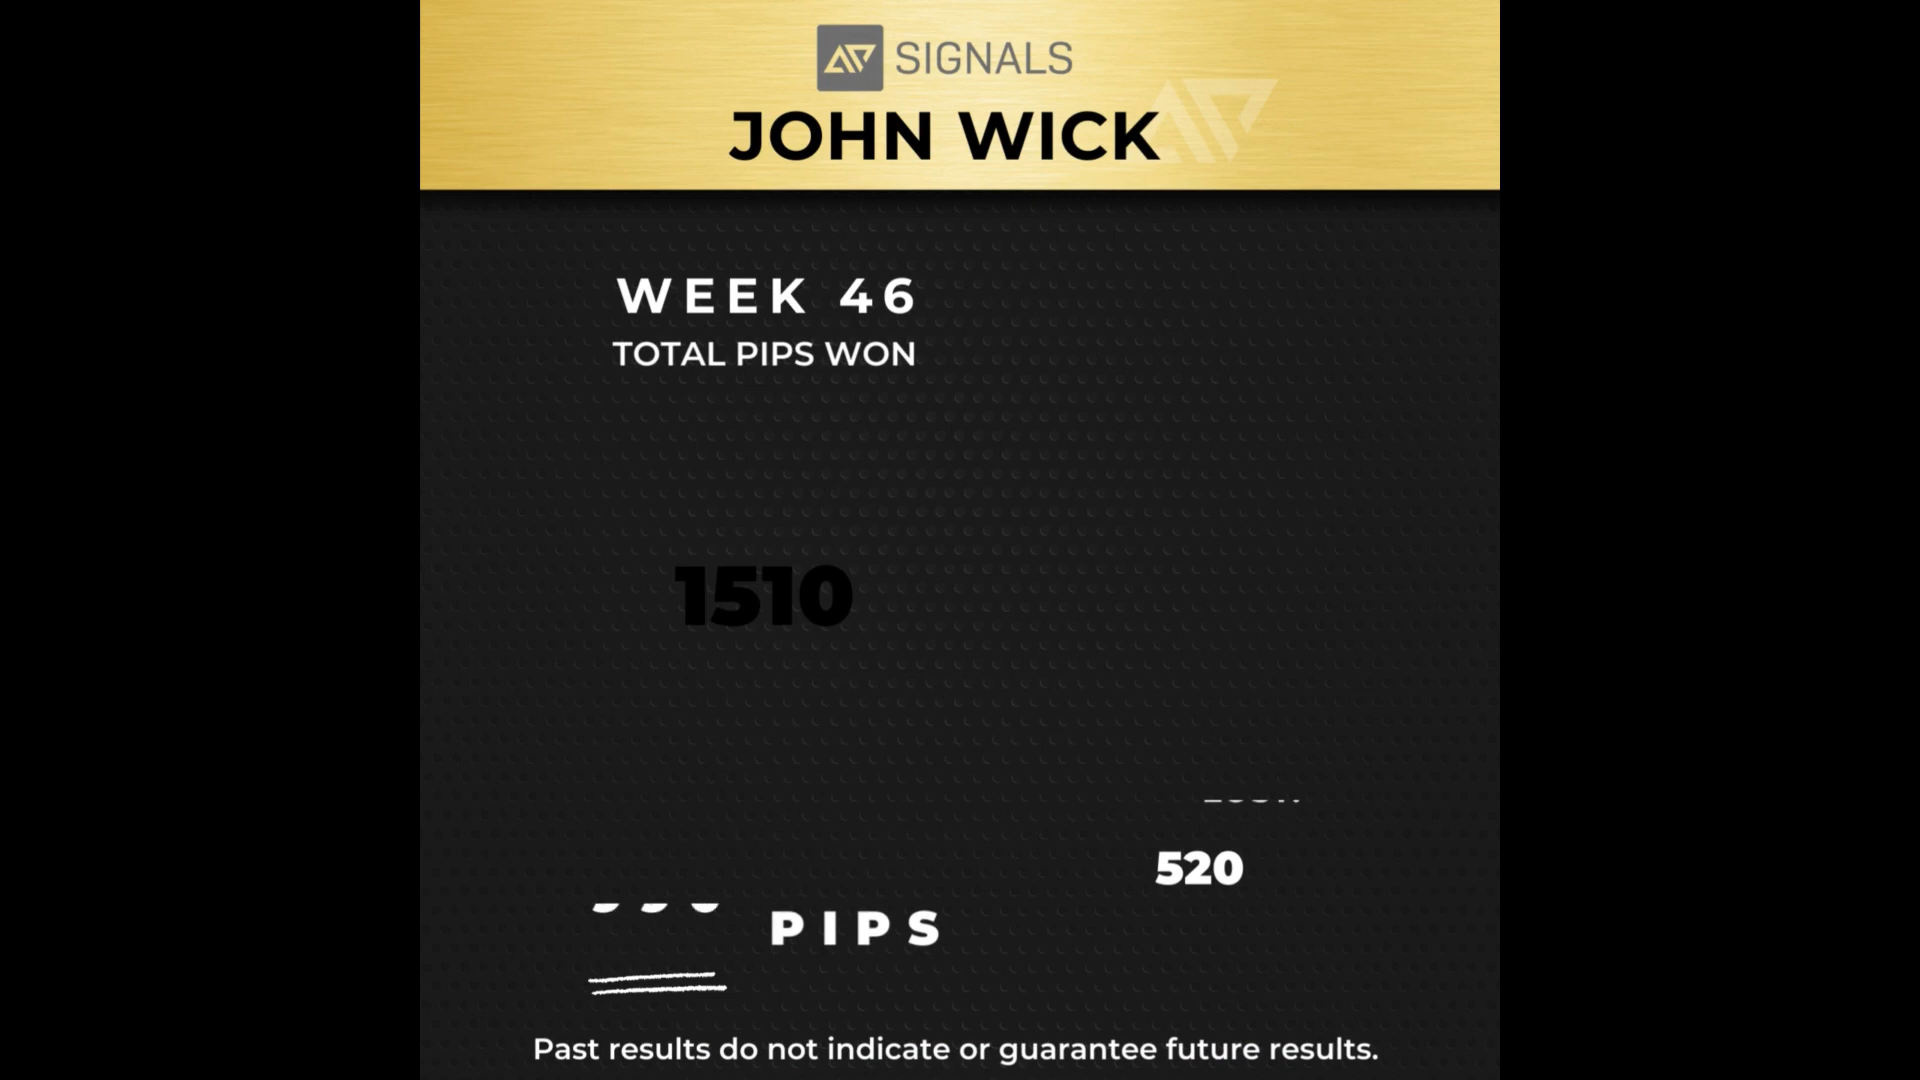 SIGNALS
JOHN WICK
WEEK 46
TOTAL PIPS WON
1510
520
PIPS
Past results do not indicate or guarantee future results.